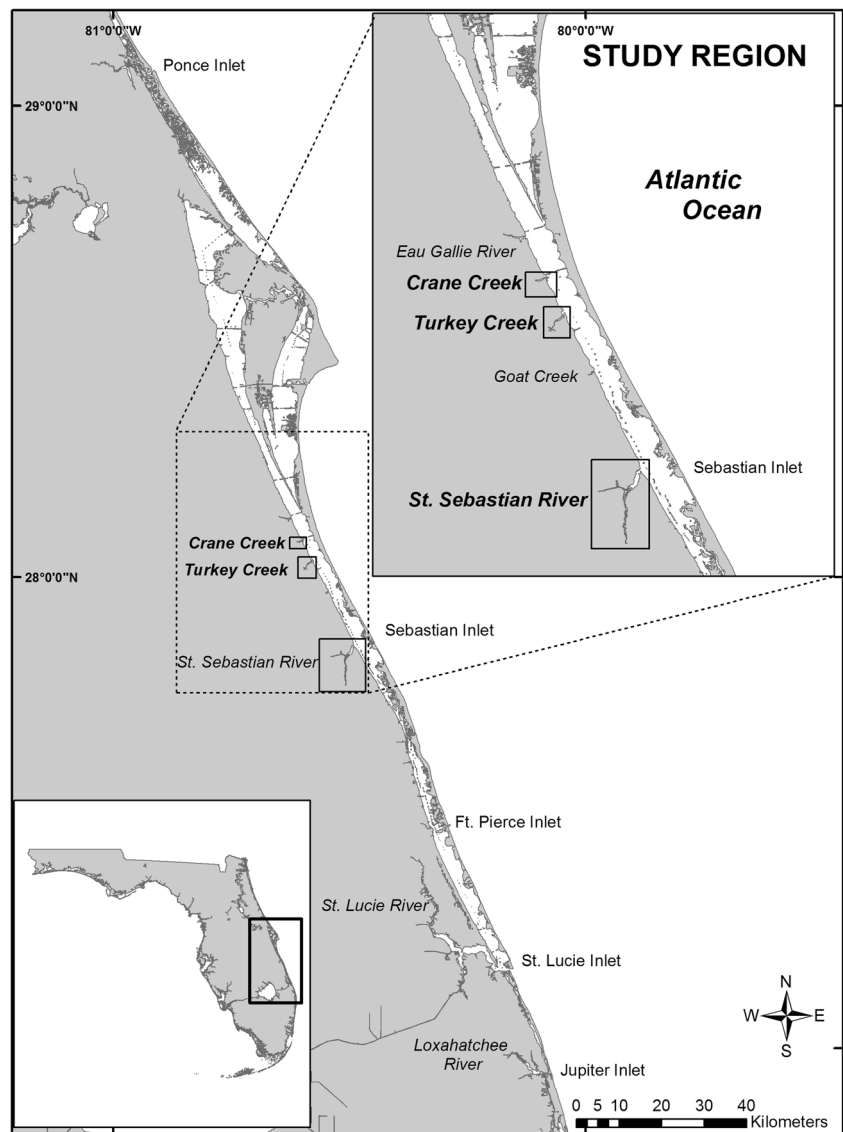 81°0'0"W
80°0'0"W
Ponce Inlet
STUDY REGION
29°0'0"N
Atlantic
Ocean
Eau Gallie River
Crane Creek
Turkey Creek
Goat Creek
Sebastian Inlet
St. Sebastian River
Crane Creek
Turkey Creek
28°0'0"N
Sebastian Inlet
St. Sebastian River
Ft. Pierce Inlet
St. Lucie River
St. Lucie Inlet
N
W E
S
Loxahatchee
River
Jupiter Inlet
0 5 10 20 30 40
Kilometers